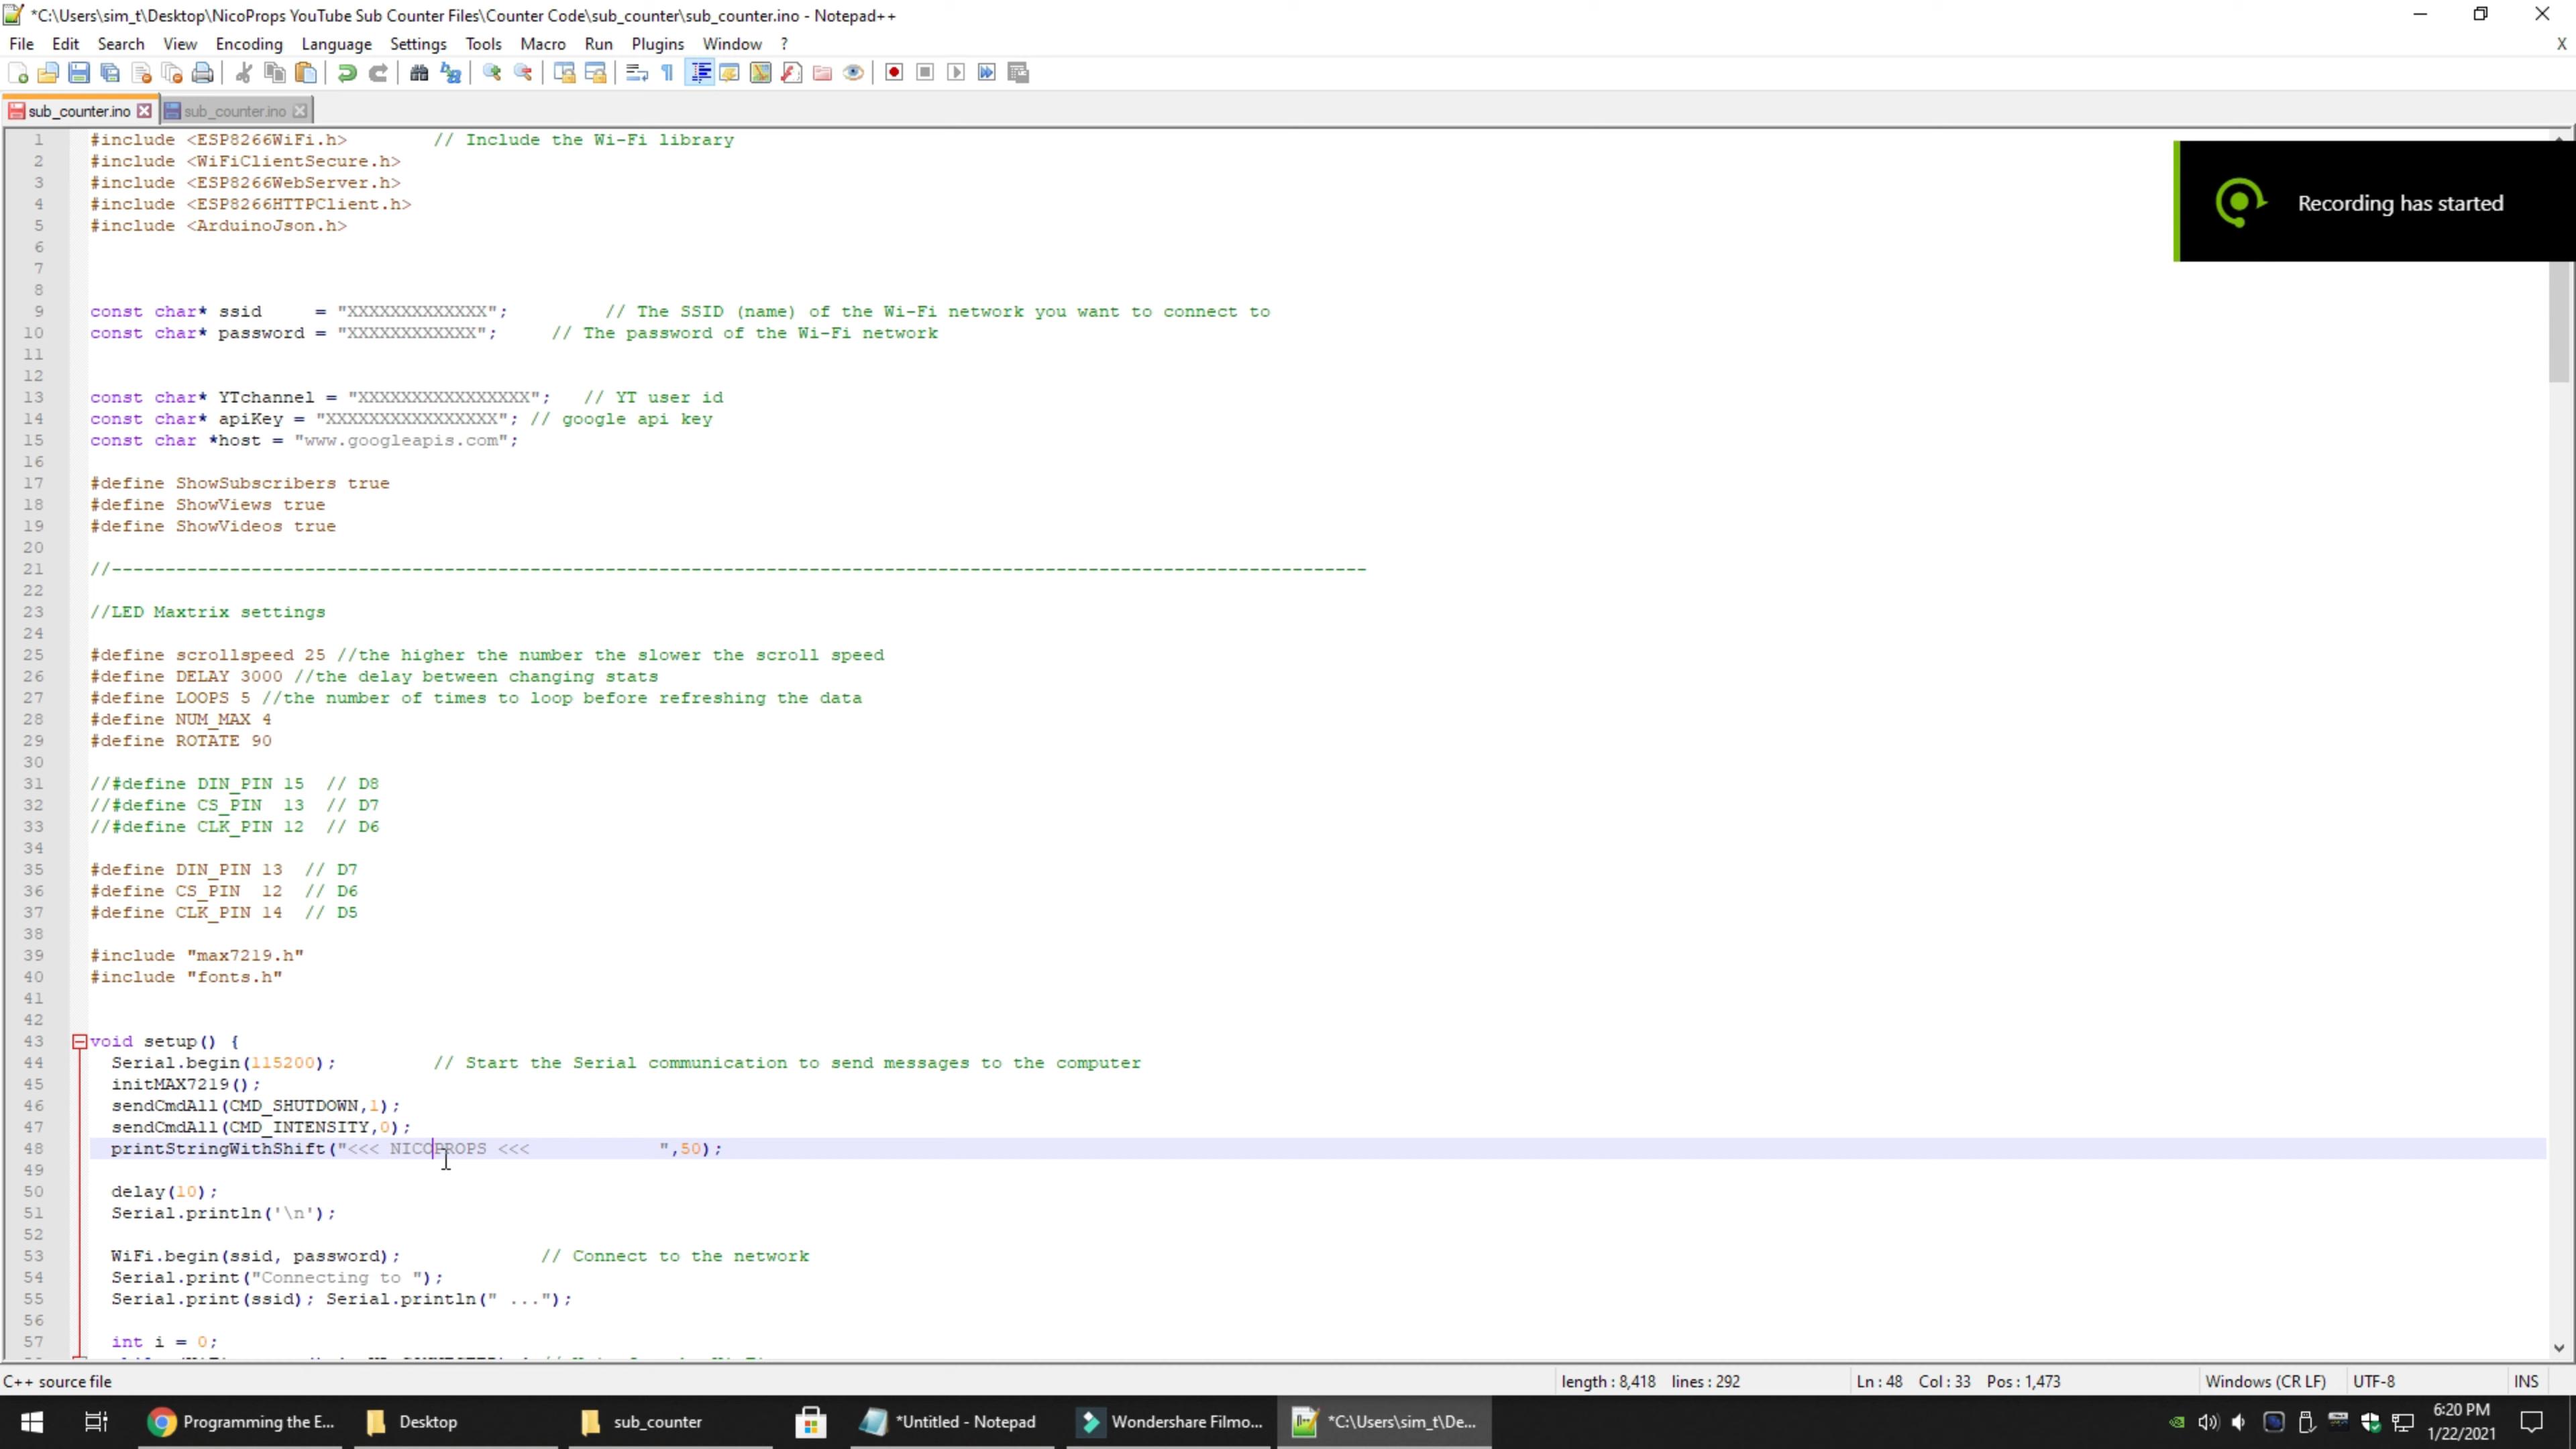 *C:\Users\sim_t\Desktop\NicoProps YouTube Sub Counter Files\Counter Code\sub_counter\sub_counter.ino - Notepad++
File Edit Search View Encoding Language Settings Tools Macro Run Plugins Window ? X
sub_counter.ino sub_counter.ino
1 #include <ESP8266WiFi.h> // Include the Wi-Fi library
2 #include <WiFiClientSecure.h>
3 #include <ESP8266WebServer.h>
4 #include <ESP8266HTTPClient.h>
5 #include <ArduinoJson.h>
Recording has started
6
7
8
9 const char* ssid = "XXXXXXXXXXXXX"; // The SSID (name) of the Wi-Fi network you want to connect to
10 const char* password = "XXXXXXXXXXXX"; // The password of the Wi-Fi network
11
12
13 const char* YTchannel = "XXXXXXXXXXXXXXXX"; // YT user id
14 const char* apiKey = "XXXXXXXXXXXXXXXX"; // google api key
15 const char *host = "www.googleapis.com";
16
17 #define ShowSubscribers true
18 #define ShowViews true
19 #define ShowVideos true
20
21 //---------------------------------------------------------------------------------------------------------------------
22
23 //LED Maxtrix settings
24
25 #define scrollspeed 25 //the higher the number the slower the scroll speed
26 #define DELAY 3000 //the delay between changing stats
27 #define LOOPS 5 //the number of times to loop before refreshing the data
28 #define NUM_MAX 4
29 #define ROTATE 90
30
31 //#define DIN_PIN 15 // D8
32 //#define CS_PIN 13 // D7
33 //#define CLK_PIN 12 // D6
34
35 #define DIN_PIN 13 // D7
36 #define CS_PIN 12 // D6
37 #define CLK_PIN 14 // D5
38
39 #include "max7219.h"
40 #include "fonts.h"
41
42
43 void setup() {
44 Serial.begin(115200); // Start the Serial communication to send messages to the computer
45 initMAX7219();
46 sendCmdAll(CMD_SHUTDOWN,1);
47 sendCmdAll(CMD_INTENSITY,0);
48 printStringWithShift("<<< NICOPROPS <<<            ",50);
49
50 delay(10);
51 Serial.println('\n');
52
53 WiFi.begin(ssid, password); // Connect to the network
54 Serial.print("Connecting to ");
55 Serial.print(ssid); Serial.println(" ...");
56
57 int i = 0;
C++ source file length : 8,418 lines : 292 Ln : 48 Col : 33 Pos : 1,473 Windows (CR LF) UTF-8 INS
Programming the E... Desktop sub_counter *Untitled - Notepad Wondershare Filmo... *C:\Users\sim_t\De... 6:20 PM
1/22/2021